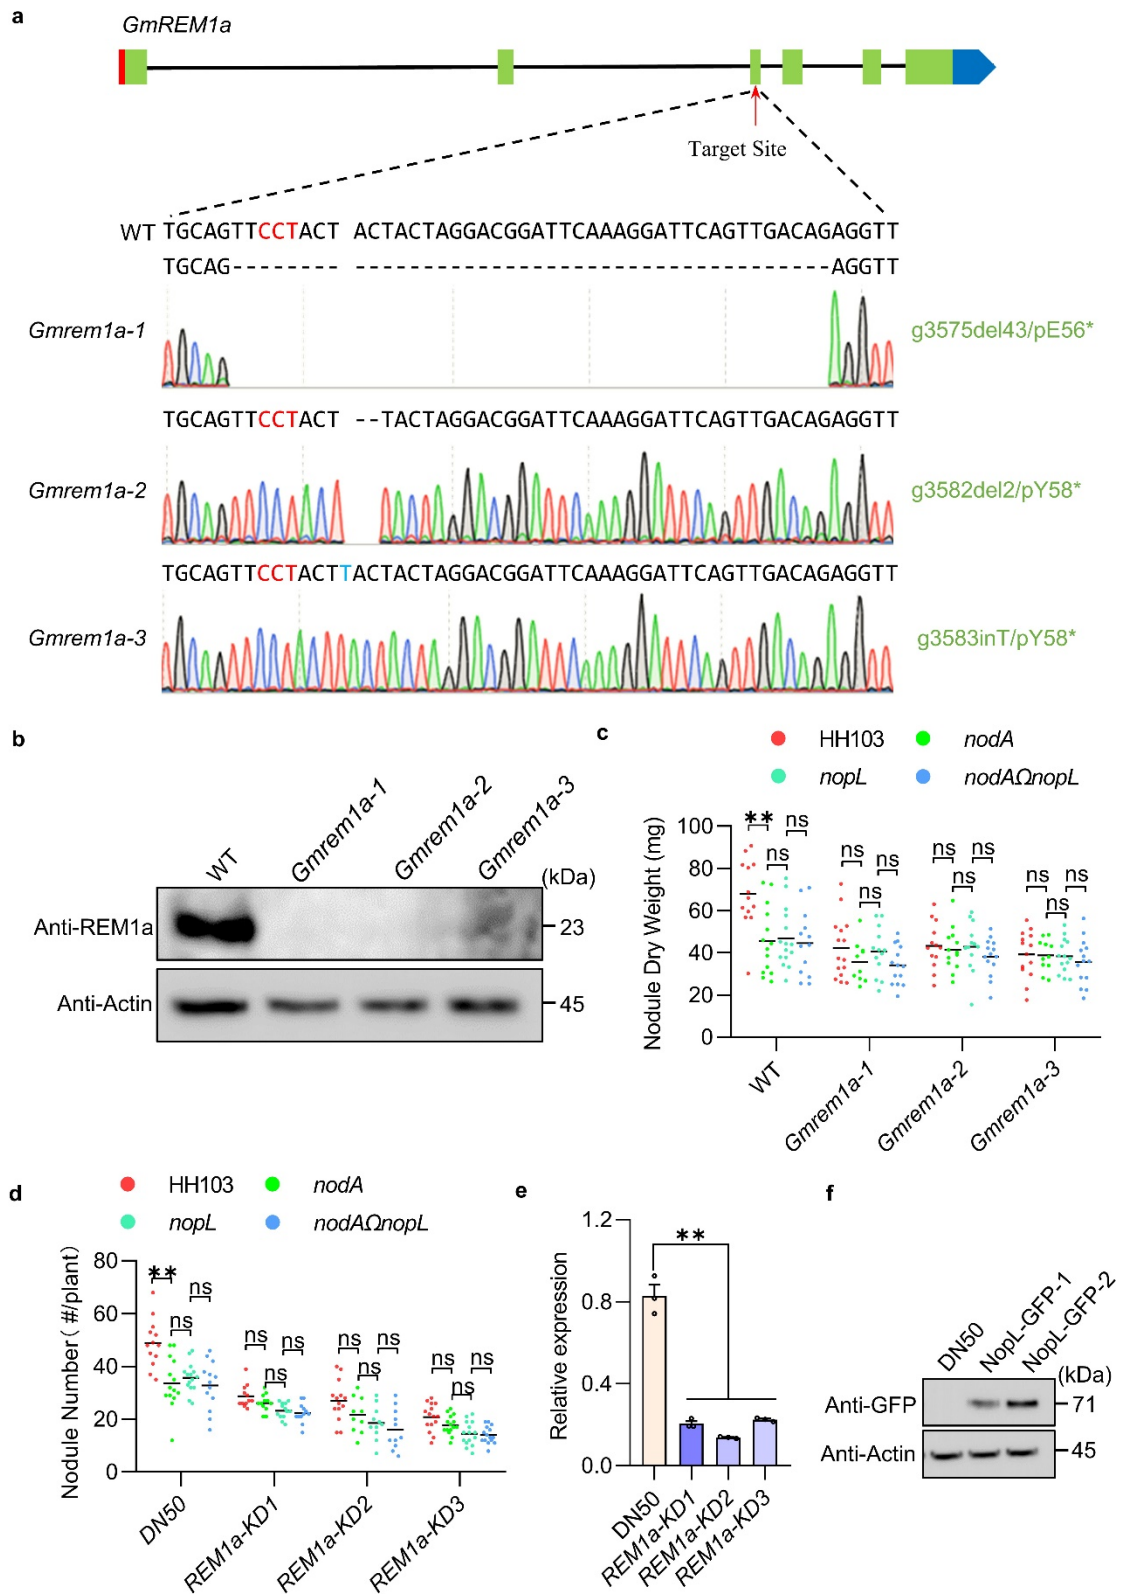 a
GmREM1a
Target Site
WT TGCAGTTCCTACT ACTACTAGGACGGATTCAAAGGATTCAGTTGACAGAGGTT
TGCAG-------- ------------------------------------AGGTT
Gmrem1a-1
g3575del43/pE56*
TGCAGTTCCTACT --TACTAGGACGGATTCAAAGGATTCAGTTGACAGAGGTT
Gmrem1a-2
g3582del2/pY58*
TGCAGTTCCTACTTACTACTAGGACGGATTCAAAGGATTCAGTTGACAGAGGTT
Gmrem1a-3
g3583inT/pY58*
b
WT Gmrem1a-1 Gmrem1a-2 Gmrem1a-3
(kDa)
Anti-REM1a
23
Anti-Actin
45
c
HH103 nodA
nopL nodAΩnopL
Nodule Dry Weight (mg)
100
80
60
40
20
0
** ns ns
ns ns ns
ns ns ns
ns ns ns
WT Gmrem1a-1 Gmrem1a-2 Gmrem1a-3
d
HH103 nodA
nopL nodAΩnopL
Nodule Number( #/plant)
80
60
40
20
0
** ns ns
ns ns ns
ns ns ns
ns ns ns
DN50 REM1a-KD1 REM1a-KD2 REM1a-KD3
e
Relative expression
1.2
0.8
0.4
0.0
**
DN50 REM1a-KD1 REM1a-KD2 REM1a-KD3
f
DN50 NopL-GFP-1 NopL-GFP-2
(kDa)
Anti-GFP
71
Anti-Actin
45